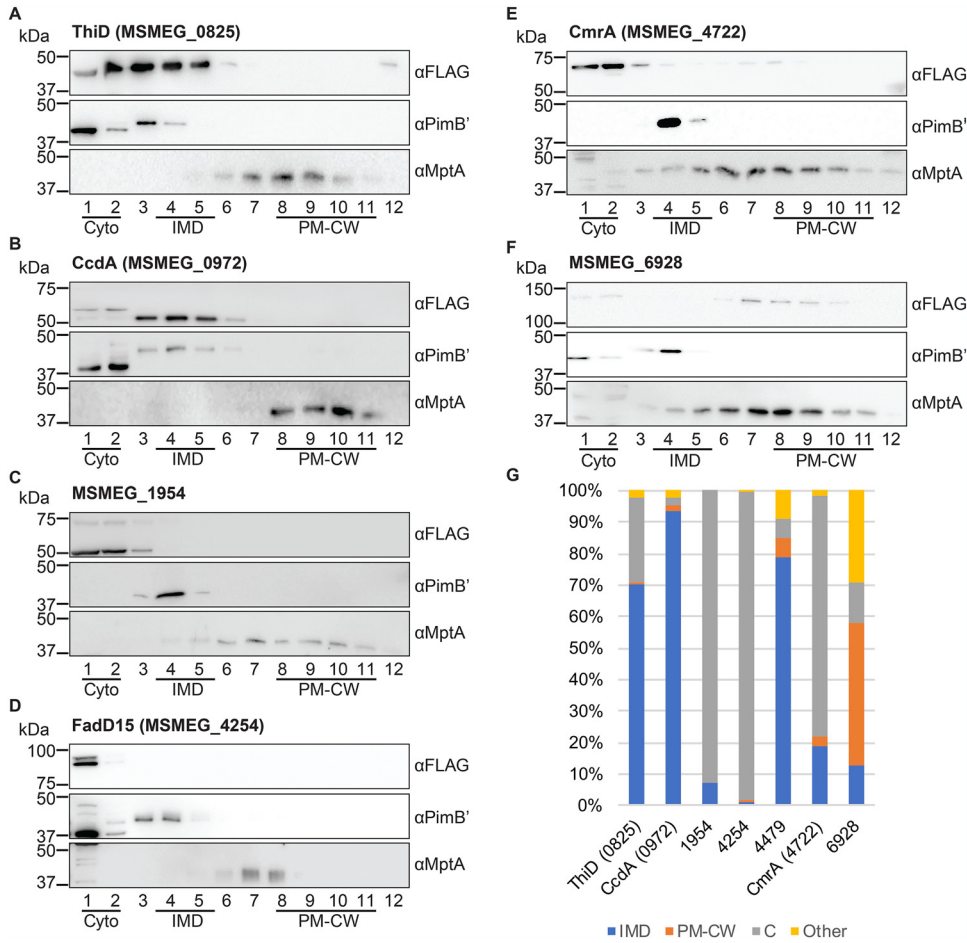 A
kDa
ThiD (MSMEG_0825)
50
37
αFLAG
50
37
αPimB'
50
37
αMptA
1 2 3 4 5 6 7 8 9 10 11 12
Cyto IMD PM-CW
B
kDa
CcdA (MSMEG_0972)
75
50
αFLAG
50
37
αPimB'
50
37
αMptA
1 2 3 4 5 6 7 8 9 10 11 12
Cyto IMD PM-CW
C
kDa
MSMEG_1954
75
50
αFLAG
50
37
αPimB'
50
37
αMptA
1 2 3 4 5 6 7 8 9 10 11 12
Cyto IMD PM-CW
D
kDa
FadD15 (MSMEG_4254)
100
75
αFLAG
50
37
αPimB'
50
37
αMptA
1 2 3 4 5 6 7 8 9 10 11 12
Cyto IMD PM-CW
E
kDa
CmrA (MSMEG_4722)
75
50
αFLAG
50
37
αPimB'
50
37
αMptA
1 2 3 4 5 6 7 8 9 10 11 12
Cyto IMD PM-CW
F
kDa
MSMEG_6928
150
100
αFLAG
50
37
αPimB'
50
37
αMptA
1 2 3 4 5 6 7 8 9 10 11 12
Cyto IMD PM-CW
G
100%
90%
80%
70%
60%
50%
40%
30%
20%
10%
0%
ThiD (0825)
CcdA (0972)
1954
4254
4479
CmrA (4722)
6928
IMD PM-CW C Other